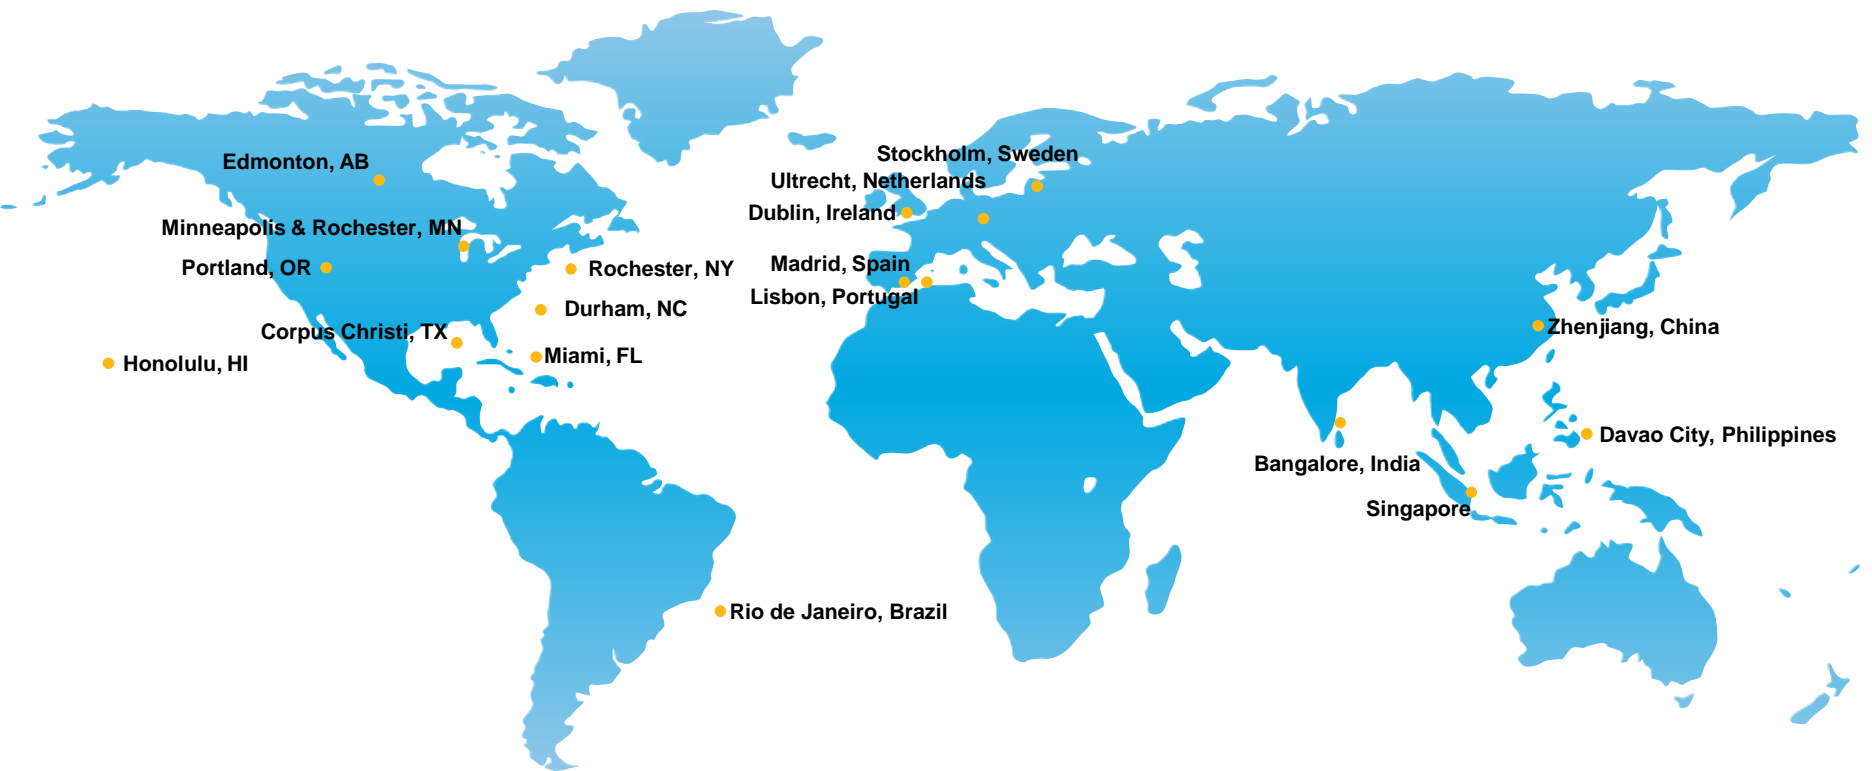 Edmonton, AB
Minneapolis & Rochester, MN
Portland, OR
Rochester, NY
Durham, NC
Corpus Christi, TX
Miami, FL
Honolulu, HI
Rio de Janeiro, Brazil
Stockholm, Sweden
Ultrecht, Netherlands
Dublin, Ireland
Madrid, Spain
Lisbon, Portugal
Zhenjiang, China
Davao City, Philippines
Bangalore, India
Singapore